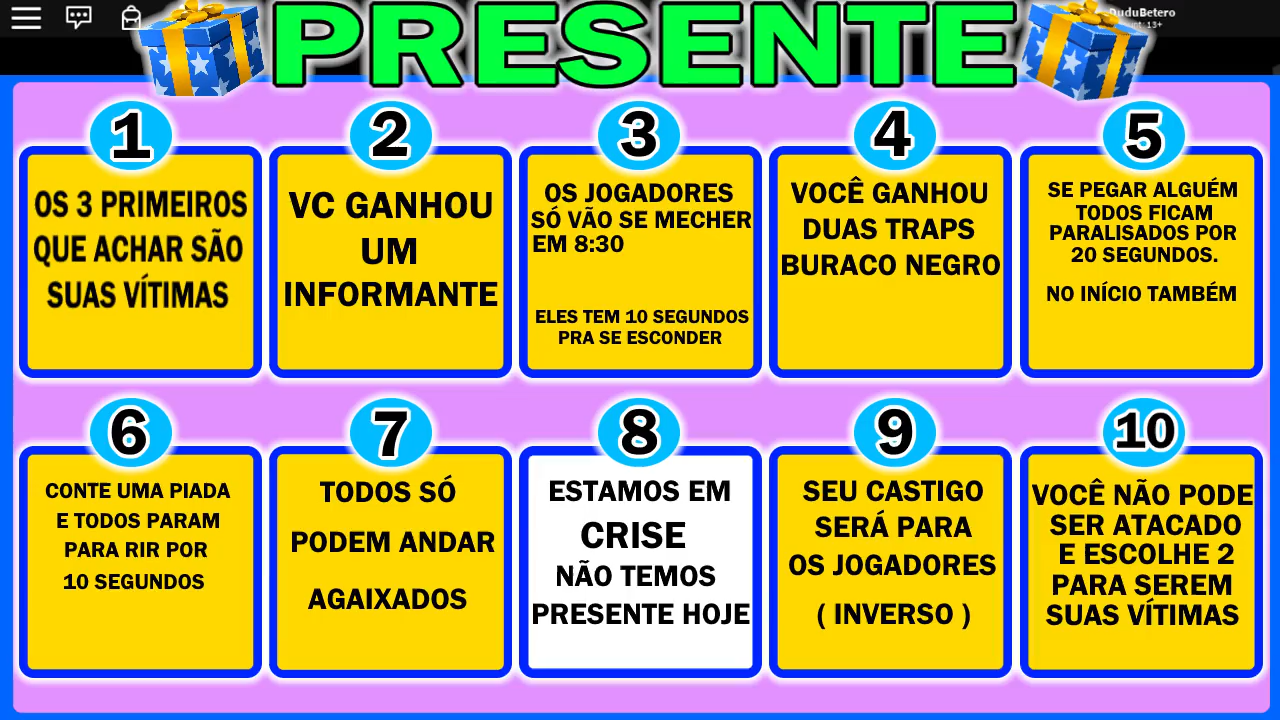 PRESENTE
DuduBetero
1
OS 3 PRIMEIROS
QUE ACHAR SÃO
SUAS VÍTIMAS
2
VC GANHOU
UM
INFORMANTE
3
OS JOGADORES
SÓ VÃO SE MECHER
EM 8:30
ELES TEM 10 SEGUNDOS
PRA SE ESCONDER
4
VOCÊ GANHOU
DUAS TRAPS
BURACO NEGRO
5
SE PEGAR ALGUÉM
TODOS FICAM
PARALISADOS POR
20 SEGUNDOS.
NO INÍCIO TAMBÉM
6
CONTE UMA PIADA
E TODOS PARAM
PARA RIR POR
10 SEGUNDOS
7
TODOS SÓ
PODEM ANDAR
AGAIXADOS
8
ESTAMOS EM
CRISE
NÃO TEMOS
PRESENTE HOJE
9
SEU CASTIGO
SERÁ PARA
OS JOGADORES
( INVERSO )
10
VOCÊ NÃO PODE
SER ATACADO
E ESCOLHE 2
PARA SEREM
SUAS VÍTIMAS